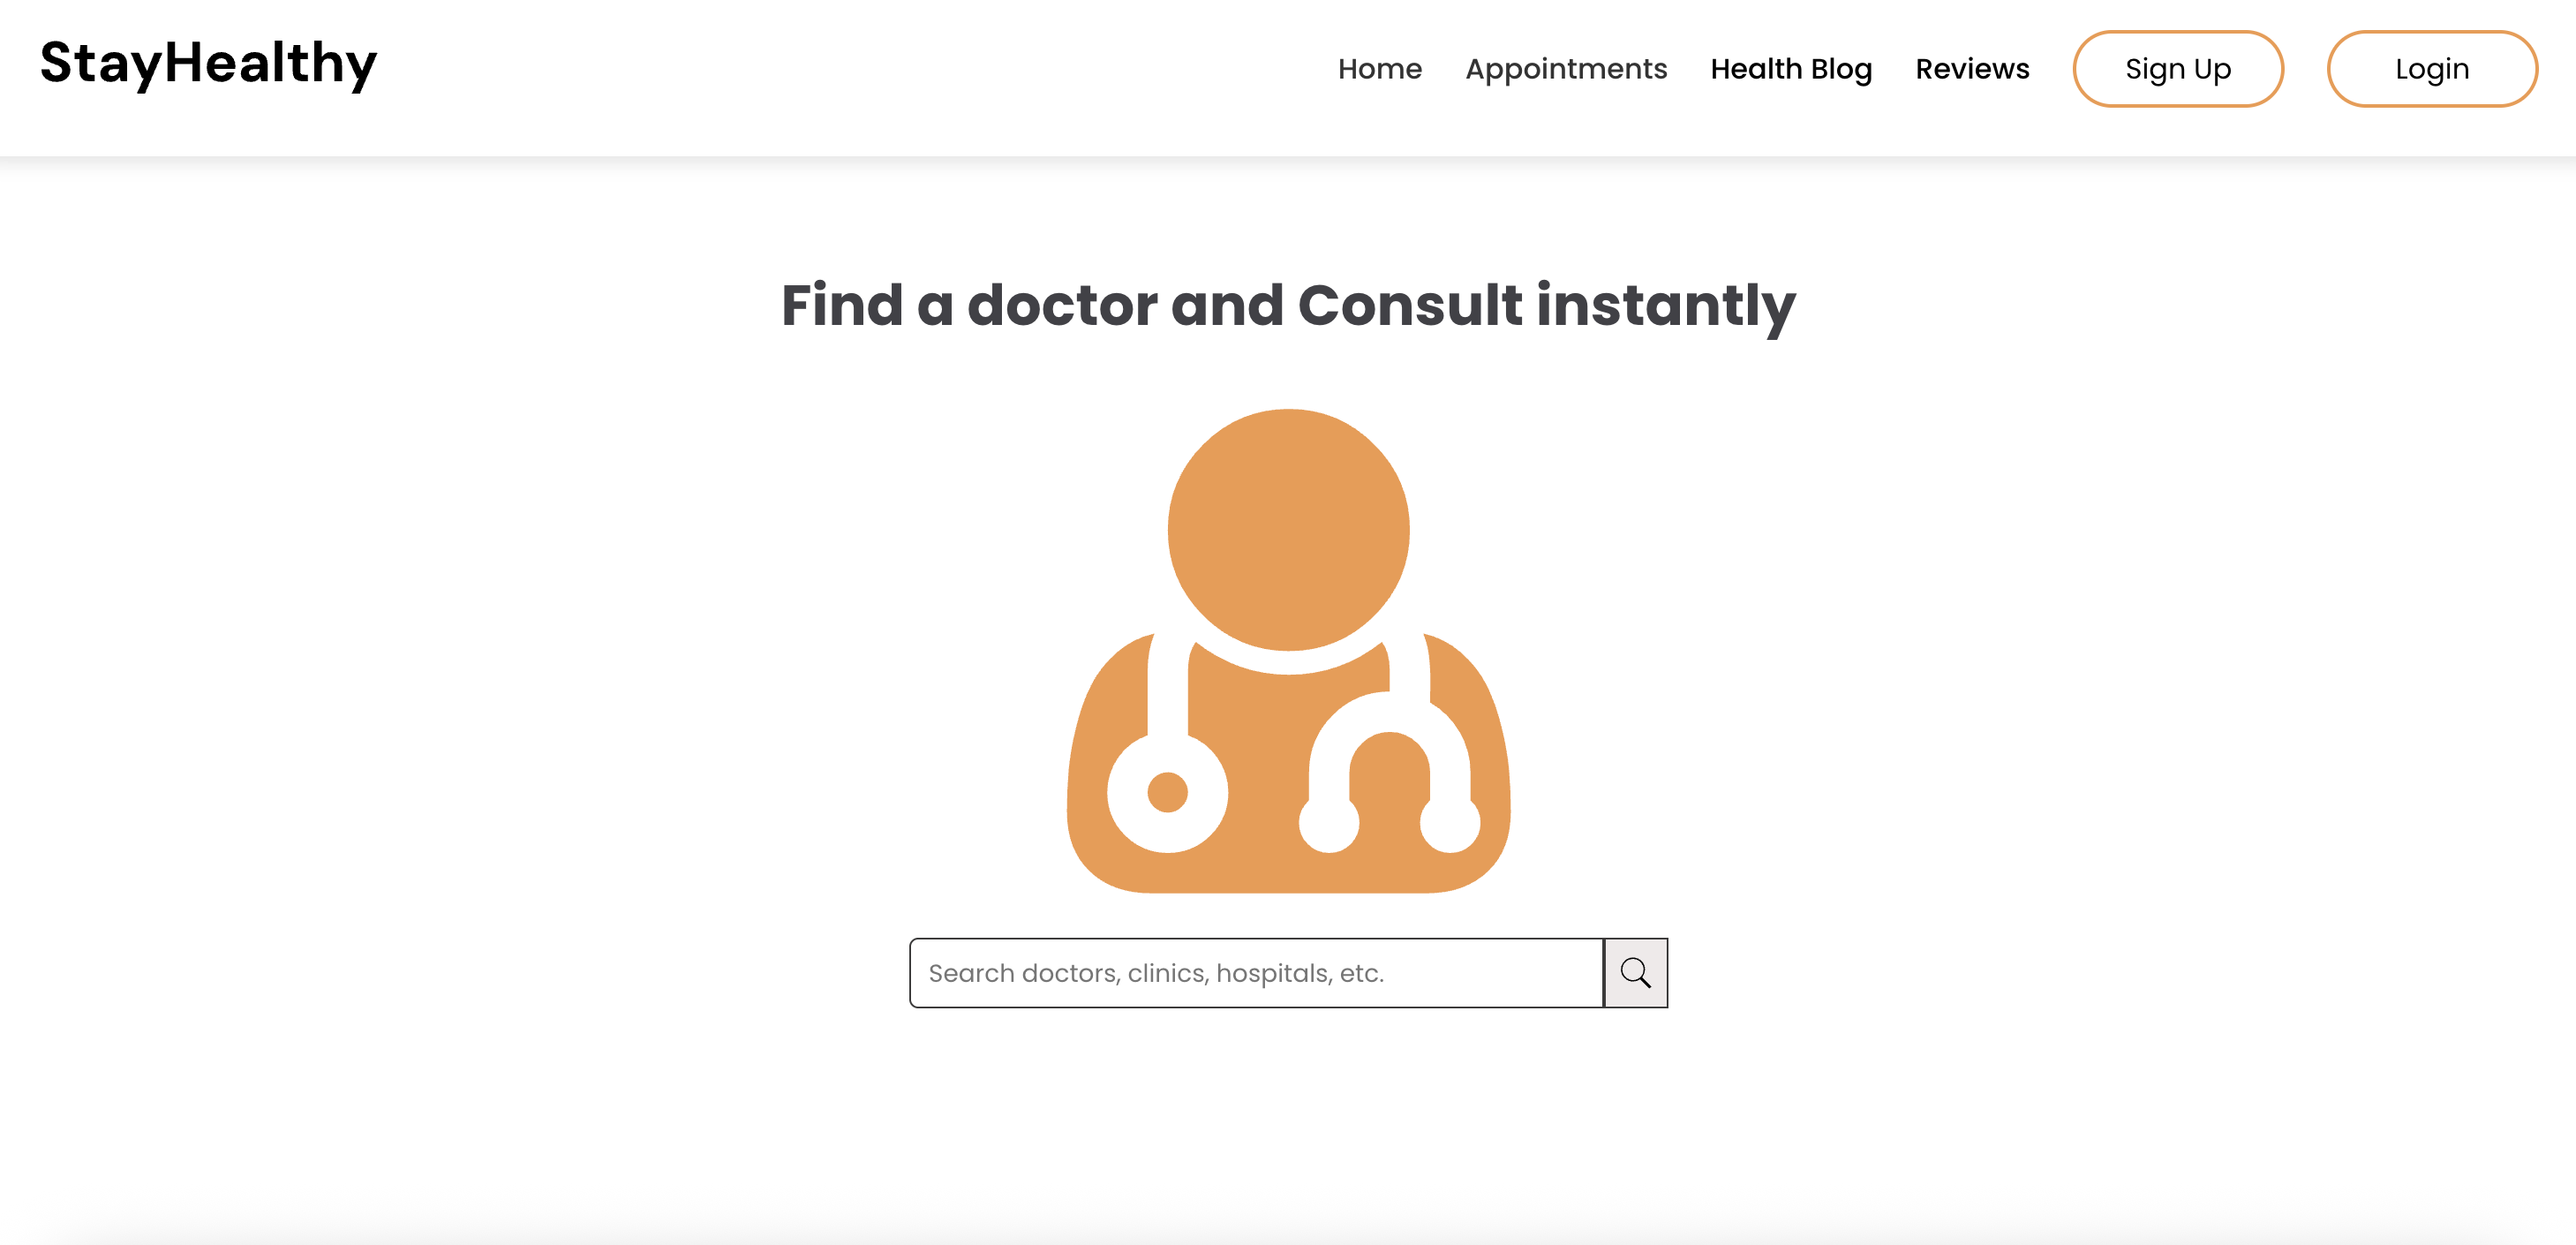 StayHealthy
Home Appointments Health Blog Reviews Sign Up Login
Find a doctor and Consult instantly
Search doctors, clinics, hospitals, etc.